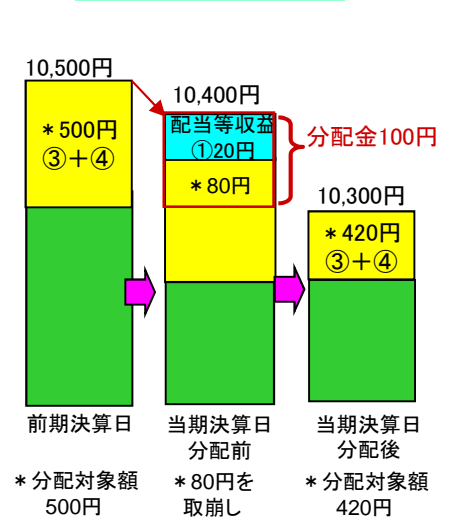 10,500円
*500円
③+④
10,400円
配当等収益
①20円
*80円
分配金100円
10,300円
*420円
③+④
前期決算日
当期決算日
分配前
当期決算日
分配後
*分配対象額
500円
*80円を
取崩し
*分配対象額
420円